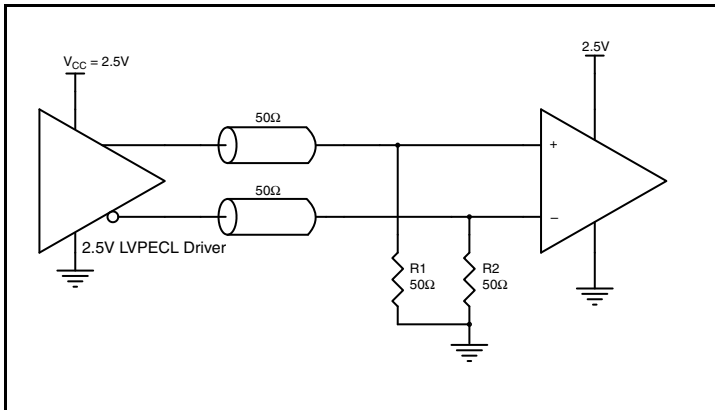 V_CC = 2.5V
2.5V
50Ω
+
50Ω
−
2.5V LVPECL Driver
R1
50Ω
R2
50Ω